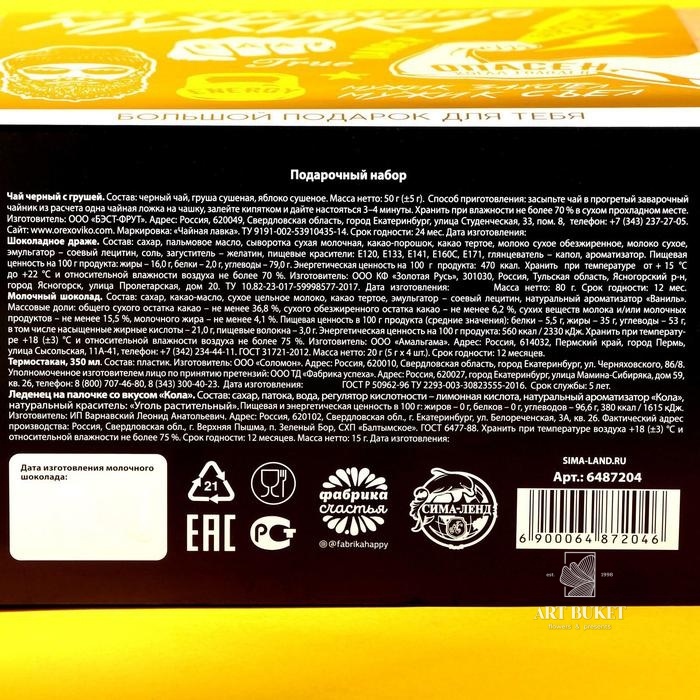 True
ОПАСЕН
ENERGY
БОЛЬШОЙ ПОДАРОК ДЛЯ ТЕБЯ
Подарочный набор
Чай черный с грушей. Состав: черный чай, груша сушеная, яблоко сушеное. Масса нетто: 50 г (±5 г). Способ приготовления: засыпьте чай в прогретый заварочный
чайник из расчета одна чайная ложка на чашку, залейте кипятком и дайте настояться 3–4 минуты. Хранить при влажности не более 70 % в сухом прохладном месте.
Изготовитель: ООО «БЭСТ-ФРУТ». Адрес: Россия, 620049, Свердловская область, город Екатеринбург, улица Студенческая, 33, пом. 8, телефон: +7 (343) 237-27-05.
Сайт: www.orexoviko.com. Маркировка: «Чайная лавка». ТУ 9191-002-53910435-14. Срок годности: 24 мес. Дата изготовления:
Шоколадное драже. Состав: сахар, пальмовое масло, сыворотка сухая молочная, какао-порошок, какао тертое, молоко сухое обезжиренное, молоко сухое,
эмульгатор – соевый лецитин, соль, загуститель – желатин, пищевые красители: E120, E133, E141, E160C, E171, глянцеватель – капол, ароматизатор. Пищевая
ценность на 100 г продукта: жиры – 16,0 г, белки – 2,0 г, углеводы – 79,0 г. Энергетическая ценность на 100 г продукта: 470 ккал. Хранить при температуре от + 15 °С
до +22 °С и относительной влажности воздуха не более 70 %. Изготовитель: ООО КФ «Золотая Русь», 301030, Россия, Тульская область, Ясногорский р-н,
город Ясногорск, улица Пролетарская, дом 20. ТУ 10.82-23-017-59998577-2017. Дата изготовления: Масса нетто: 80 г. Срок годности: 12 мес.
Молочный шоколад. Состав: сахар, какао-масло, сухое цельное молоко, какао тертое, эмульгатор – соевый лецитин, натуральный ароматизатор «Ваниль».
Массовые доли: общего сухого остатка какао – не менее 36,8 %, сухого обезжиренного остатка какао – не менее 6,2 %, сухих веществ молока и/или молочных
продуктов – не менее 15,5 %, молочного жира – не менее 4,1 %. Пищевая ценность в 100 г продукта (средние значения): белки – 5,5 г, жиры – 35 г, углеводы – 53 г,
в том числе насыщенные жирные кислоты – 21,0 г, пищевые волокна – 3,0 г. Энергетическая ценность на 100 г продукта: 560 ккал / 2330 кДж. Хранить при температу-
ре +18 (±3) °С и относительной влажности воздуха не более 75 %. Изготовитель: ООО «Амальгама». Адрес: Россия, 614032, Пермский край, город Пермь,
улица Сысольская, 11А-41, телефон: +7 (342) 234-44-11. ГОСТ 31721-2012. Масса нетто: 20 г (5 г х 4 шт.). Срок годности: 12 месяцев.
Термостакан, 350 мл. Состав: пластик. Изготовитель: ООО «Соломон». Адрес: Россия, 620010, Свердловская область, город Екатеринбург, ул. Черняховского, 86/8.
Уполномоченное изготовителем лицо по принятию претензий: ООО ТД «Фабрика успеха». Адрес: Россия, 620027, город Екатеринбург, улица Мамина-Сибиряка, дом 59,
кв. 26, телефон: 8 (800) 707-46-80, 8 (343) 300-40-23. Дата изготовления: ГОСТ Р 50962-96 ТУ 2293-003-30823555-2016. Срок службы: 5 лет.
Леденец на палочке со вкусом «Кола». Состав: сахар, патока, вода, регулятор кислотности – лимонная кислота, натуральный ароматизатор «Кола»,
натуральный краситель: «Уголь растительный». Пищевая и энергетическая ценность в 100 г: жиров – 0 г, белков – 0 г, углеводов – 96,6 г, 380 ккал / 1615 кДж.
Изготовитель: ИП Варнавский Леонид Анатольевич. Адрес: Россия, 620102, Свердловская обл., г. Екатеринбург, ул. Белореченская, 3А, кв. 26. Фактический адрес
производства: Россия, Свердловская обл., г. Верхняя Пышма, п. Зеленый Бор, СХП «Балтымское». ГОСТ 6477-88. Хранить при температуре воздуха +18 (±3) °С и
относительной влажности не более 75 %. Срок годности: 12 месяцев. Масса нетто: 15 г. Дата изготовления:
Дата изготовления молочного
шоколада:
21
EAC
РСТ
фабрика
счастья
@fabrikahappy
СИМА-ЛЕНД
SIMA-LAND.RU
Арт.: 6487204
6 900064 872046
est. 1998
ART BUKET
flowers & presents